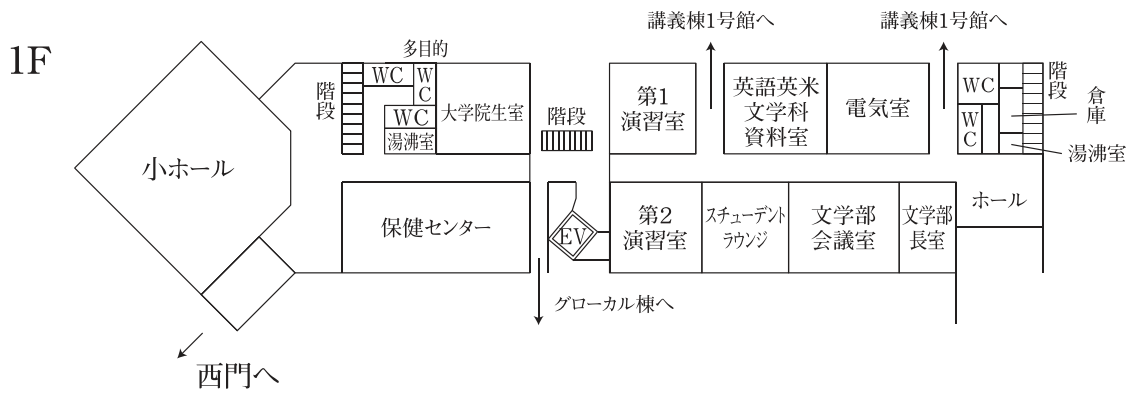 1F
講義棟1号館へ
講義棟1号館へ
多目的
階段
WC
WC
WC
湯沸室
大学院生室
階段
第1
演習室
英語英米
文学科
資料室
電気室
WC
WC
階段
倉庫
湯沸室
小ホール
保健センター
EV
第2
演習室
スチューデント
ラウンジ
文学部
会議室
文学部
長室
ホール
グローカル棟へ
西門へ